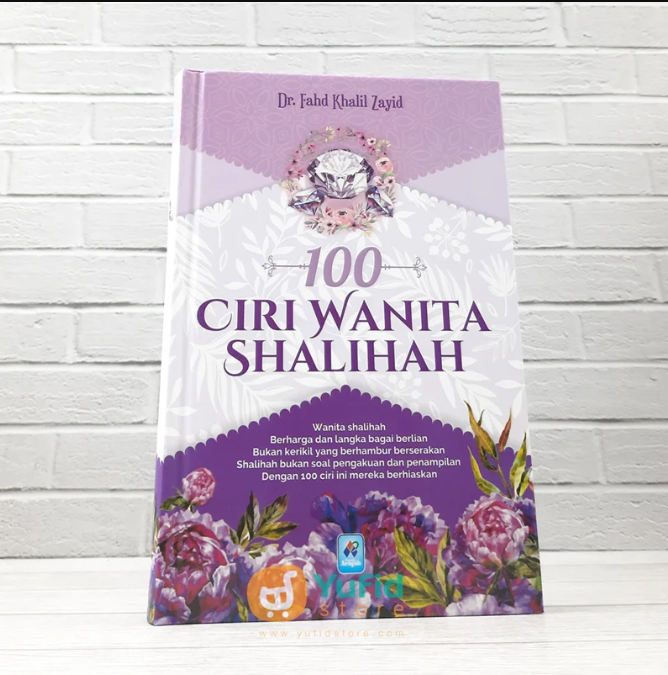 Dr. Fahd Khalil Zayid
100
CIRI WANITA
SHALIHAH
Wanita shalihah
Berharga dan langka bagai berlian
Bukan kerikil yang berhambur berserakan
Shalihah bukan soal pengakuan dan penampilan
Dengan 100 ciri ini mereka berhiaskan
Yufid
store
www.yufidstore.com